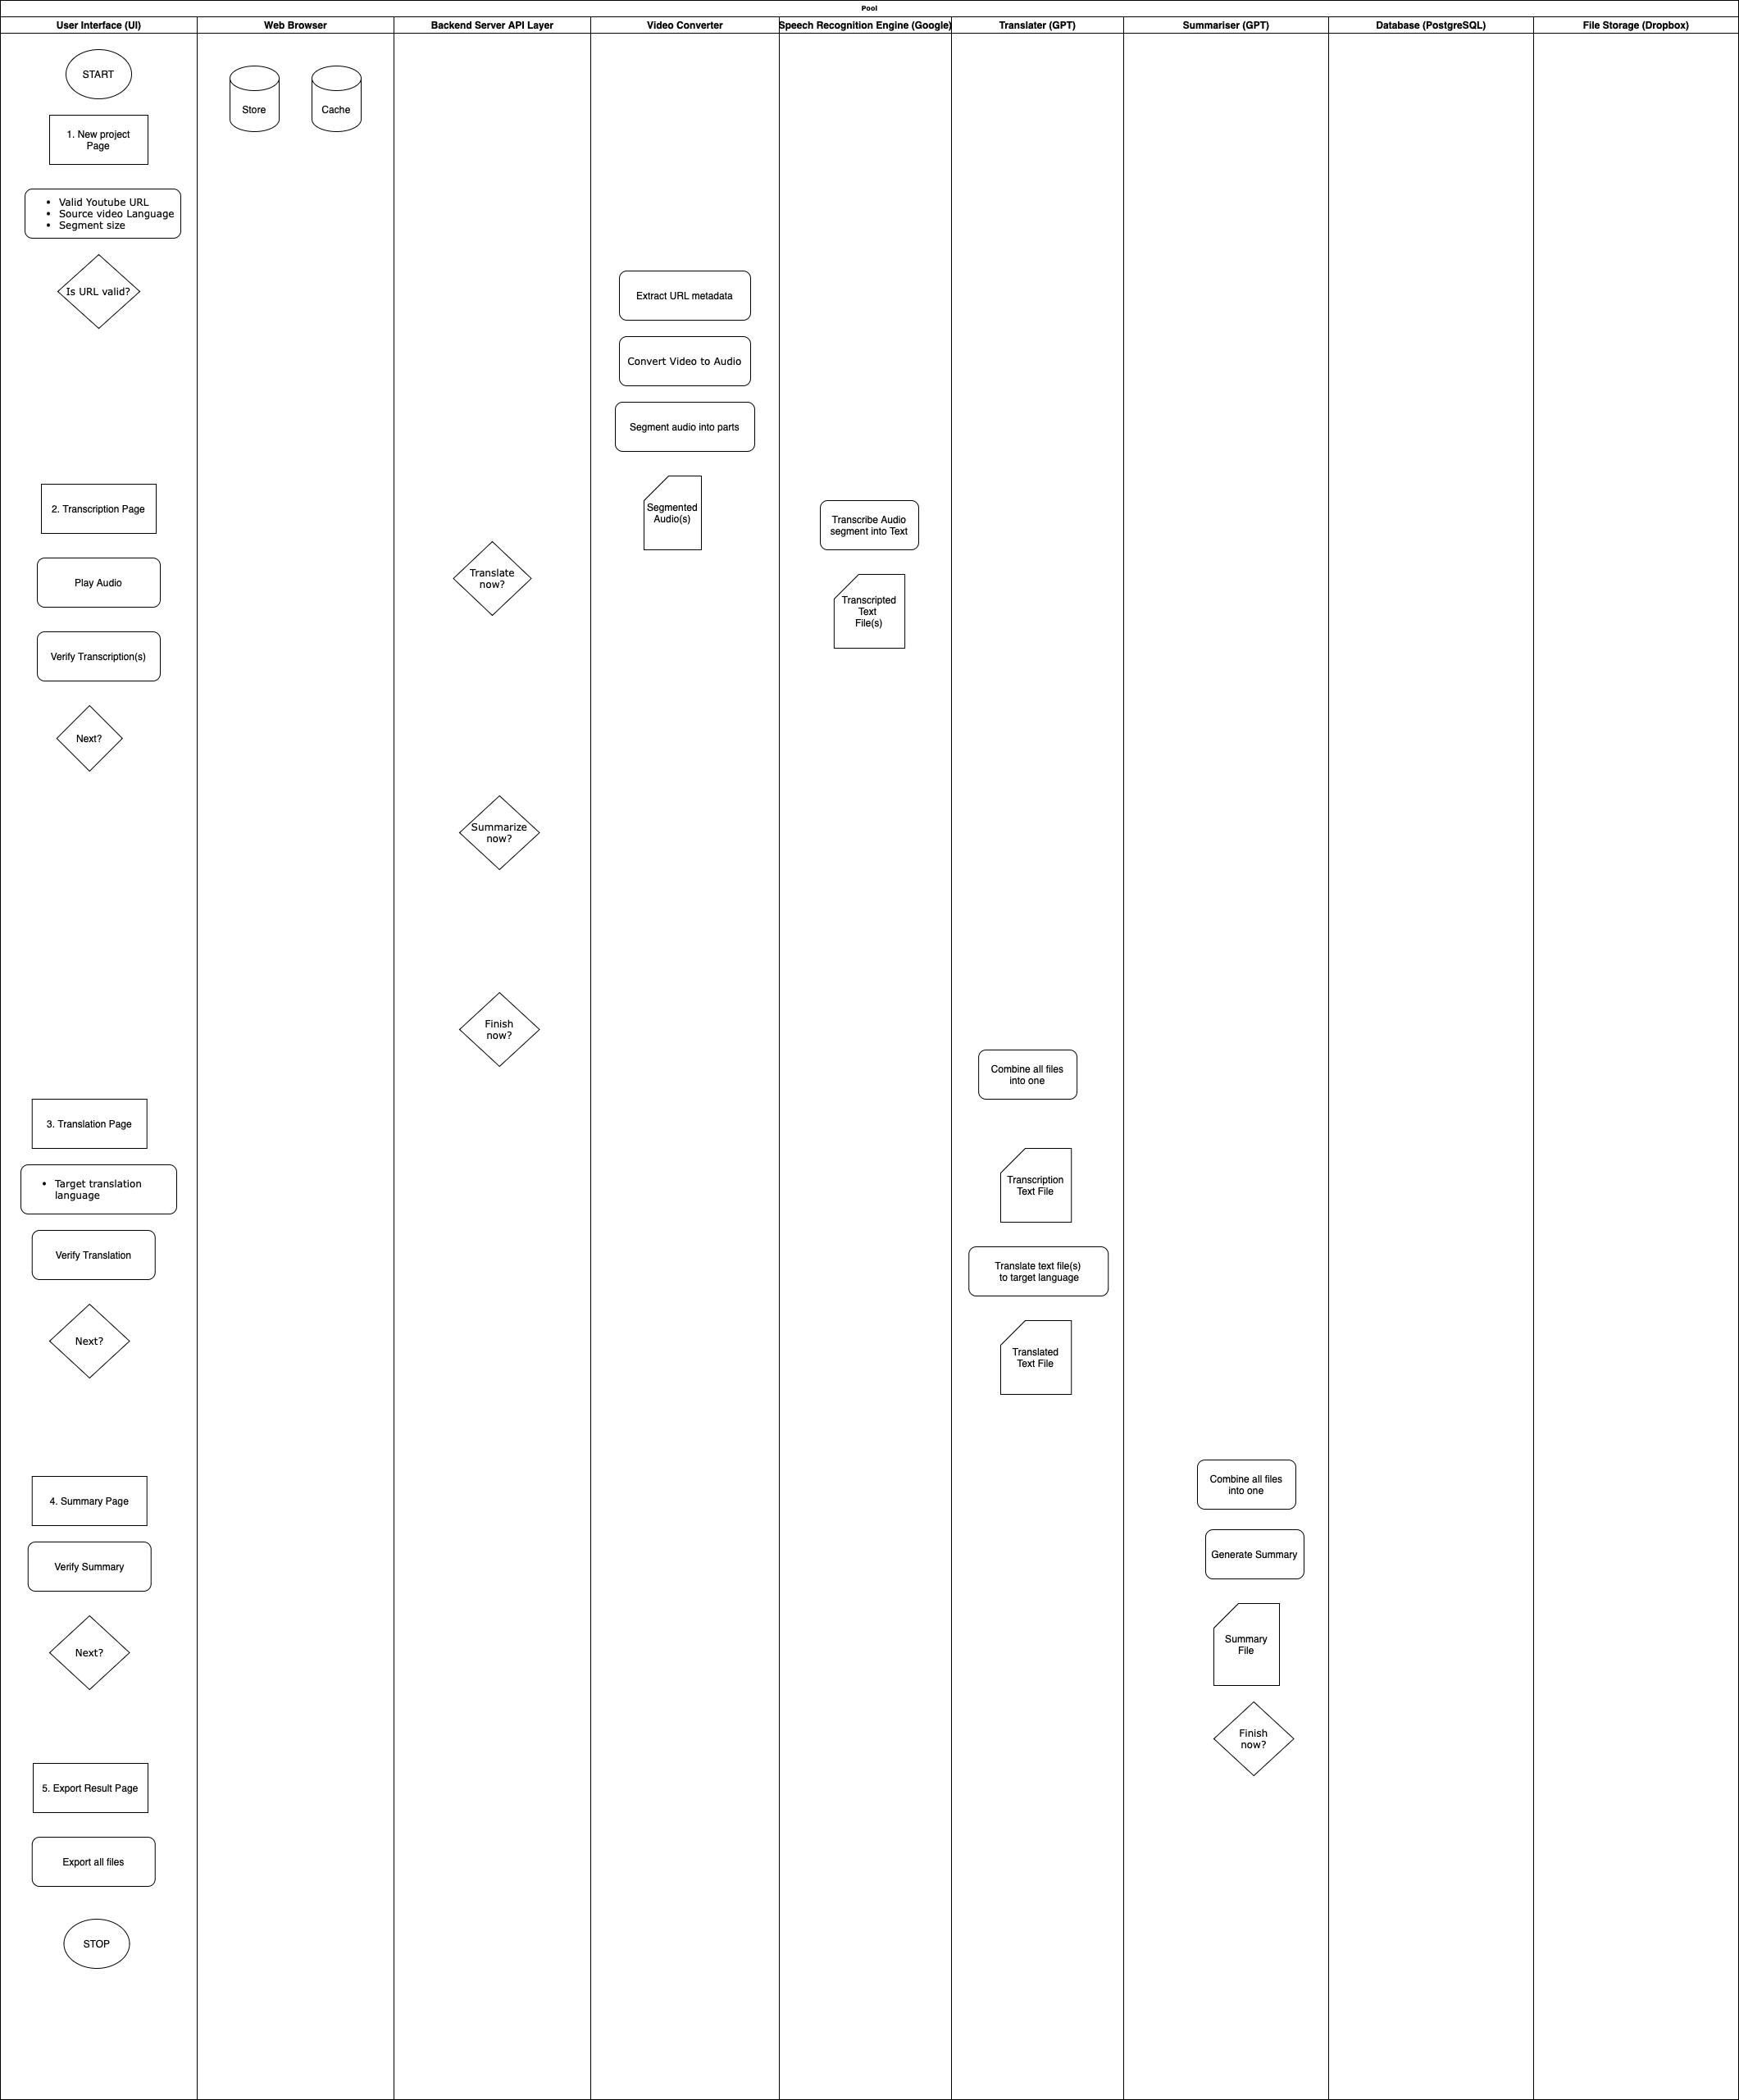 Pool
User Interface (UI)
Web Browser
Backend Server API Layer
Video Converter
Speech Recognition Engine (Google)
Translater (GPT)
Summariser (GPT)
Database (PostgreSQL)
File Storage (Dropbox)
START
1. New project
Page
• Valid Youtube URL
• Source video Language
• Segment size
Is URL valid?
2. Transcription Page
Play Audio
Verify Transcription(s)
Next?
3. Translation Page
• Target translation
language
Verify Translation
Next?
4. Summary Page
Verify Summary
Next?
5. Export Result Page
Export all files
STOP
Store
Cache
Translate
now?
Summarize
now?
Finish
now?
Extract URL metadata
Convert Video to Audio
Segment audio into parts
Segmented
Audio(s)
Transcribe Audio
segment into Text
Transcripted
Text
File(s)
Combine all files
into one
Transcription
Text File
Translate text file(s)
to target language
Translated
Text File
Combine all files
into one
Generate Summary
Summary
File
Finish
now?